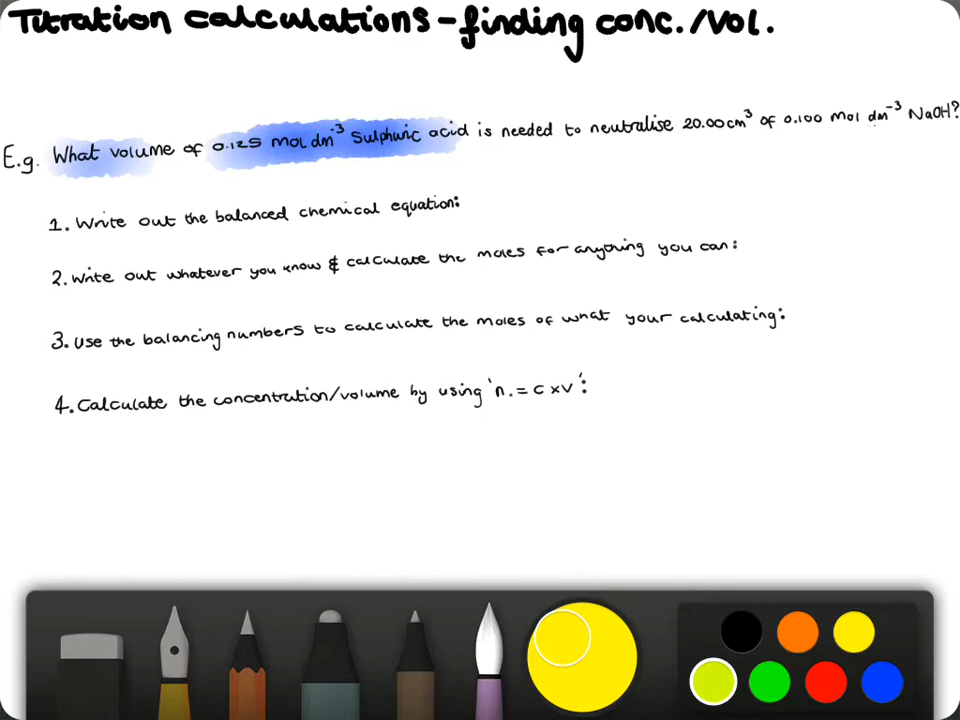 Titration calculations - finding conc./vol.
E.g. What volume of 0.125 mol dm⁻³ sulphuric acid is needed to neutralise 20.00cm³ of 0.100 mol dm⁻³ NaOH?
1. Write out the balanced chemical equation:
2. Write out whatever you know & calculate the moles for anything you can:
3. Use the balancing numbers to calculate the moles of what your calculating:
4. Calculate the concentration/volume by using 'n. = c x v':